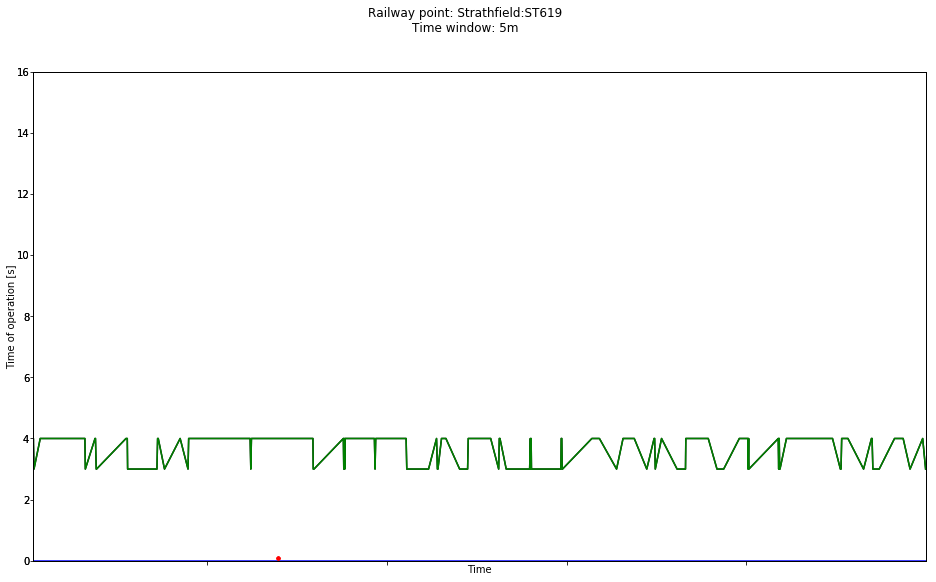 Railway point: Strathfield:ST619
Time window: 5m
16
14
12
10
8
6
4
2
0
Time of operation [s]
Time